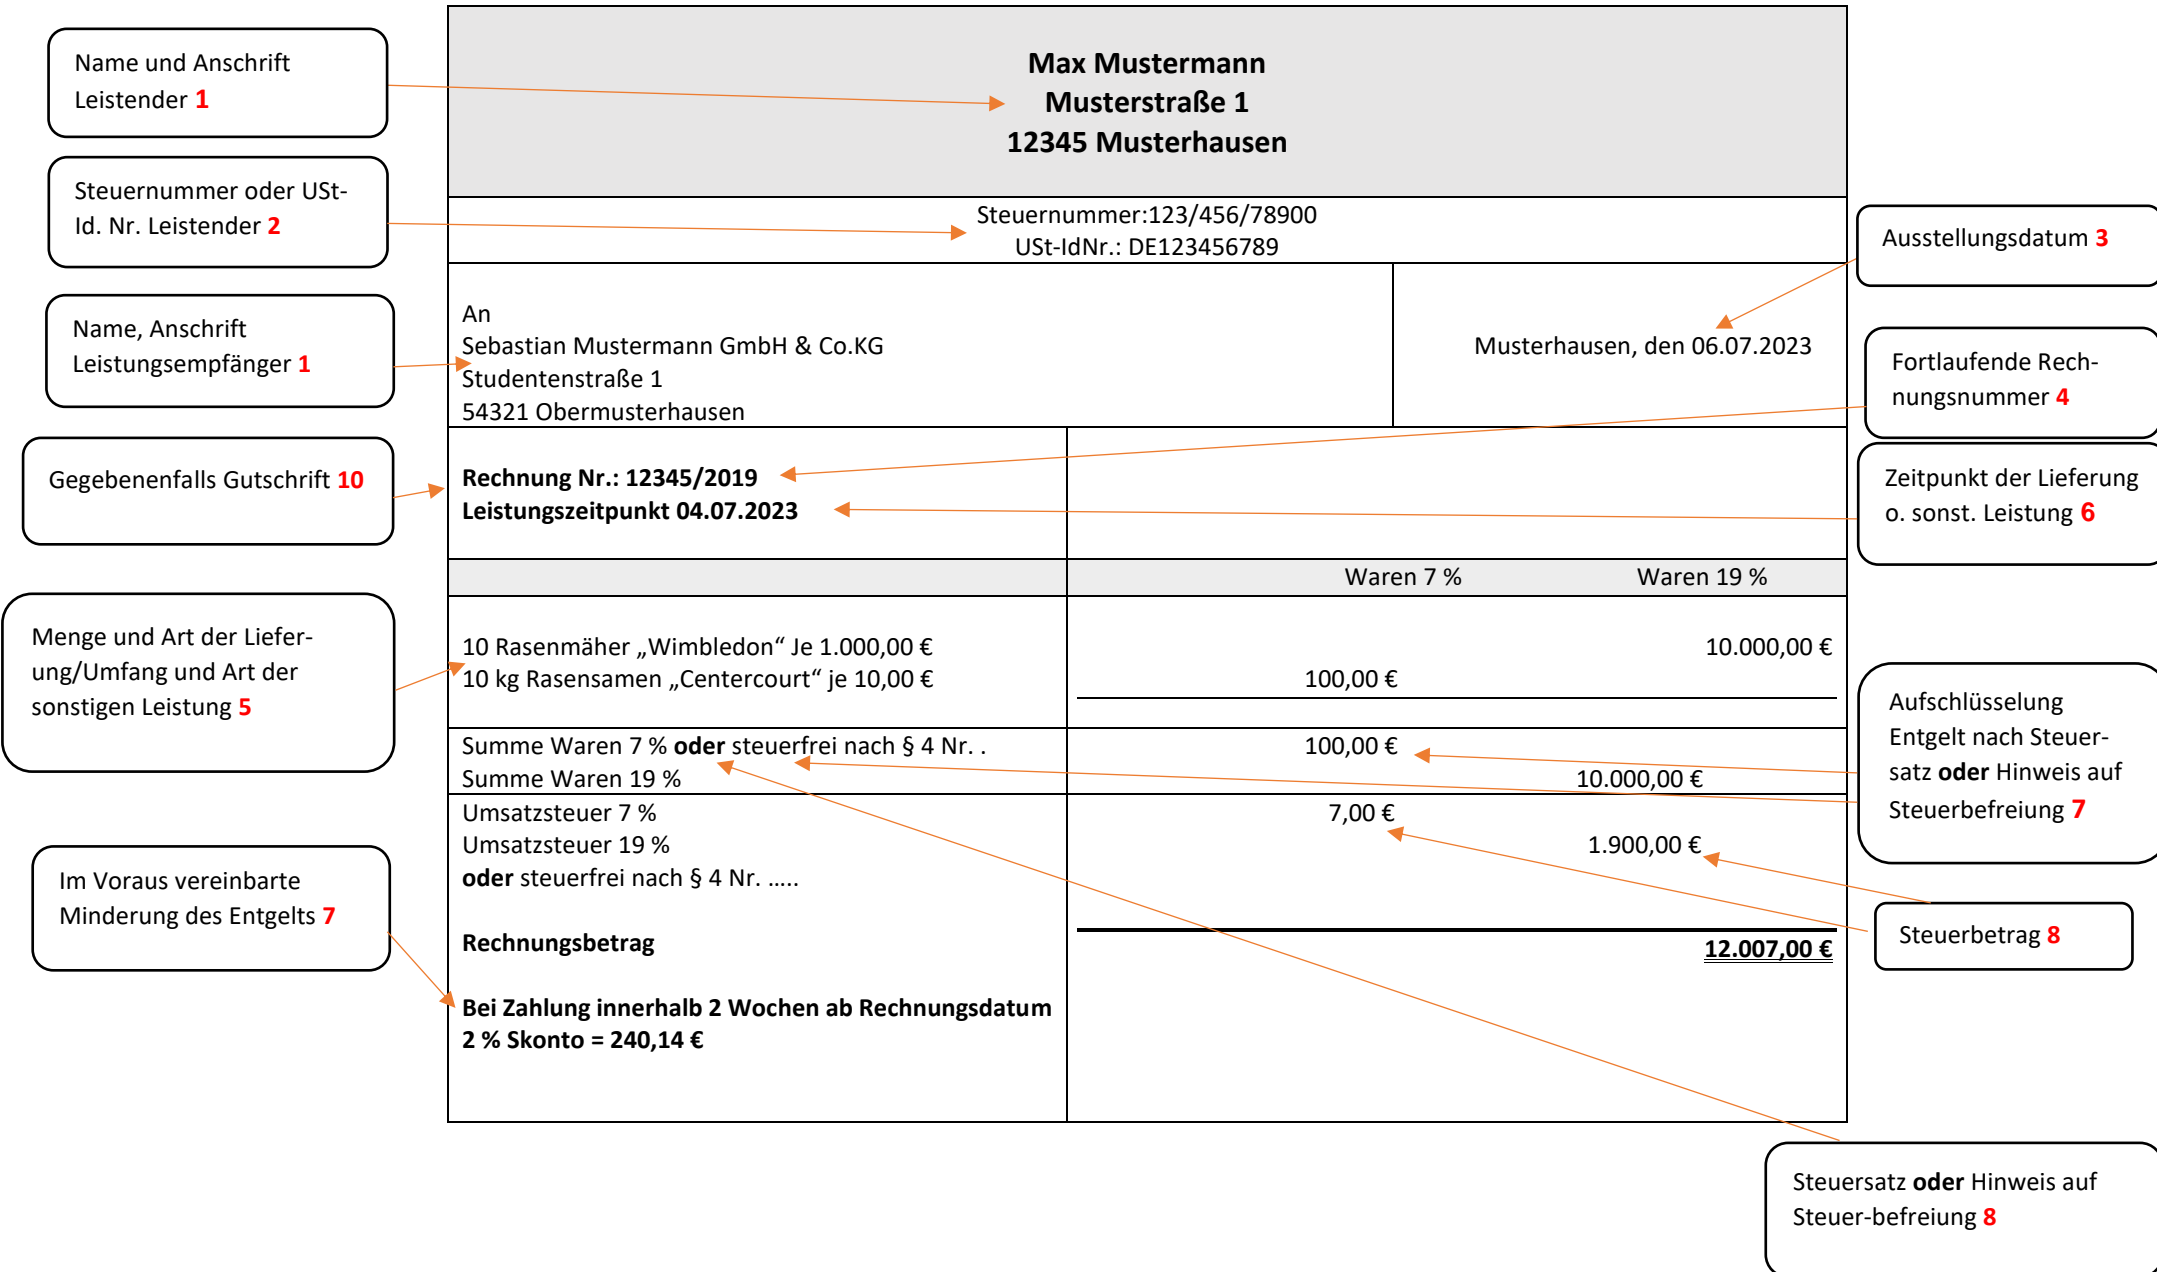 Name und Anschrift
Leistender 1
Max Mustermann
Musterstraße 1
12345 Musterhausen
Steuernummer oder USt-
Id. Nr. Leistender 2
Steuernummer:123/456/78900
USt-IdNr.: DE123456789
Ausstellungsdatum 3
Name, Anschrift
Leistungsempfänger 1
An
Sebastian Mustermann GmbH & Co.KG
Studentenstraße 1
54321 Obermusterhausen
Musterhausen, den 06.07.2023
Fortlaufende Rech-
nungsnummer 4
Gegebenenfalls Gutschrift 10
Rechnung Nr.: 12345/2019
Leistungszeitpunkt 04.07.2023
Zeitpunkt der Lieferung
o. sonst. Leistung 6
Waren 7 % Waren 19 %
Menge und Art der Liefer-
ung/Umfang und Art der
sonstigen Leistung 5
10 Rasenmäher „Wimbledon“ Je 1.000,00 € 10.000,00 €
10 kg Rasensamen „Centercourt“ je 10,00 € 100,00 €
Aufschlüsselung
Entgelt nach Steuer-
satz oder Hinweis auf
Steuerbefreiung 7
Summe Waren 7 % oder steuerfrei nach § 4 Nr. . 100,00 €
Summe Waren 19 % 10.000,00 €
Umsatzsteuer 7 % 7,00 €
Umsatzsteuer 19 % 1.900,00 €
oder steuerfrei nach § 4 Nr. …..
Im Voraus vereinbarte
Minderung des Entgelts 7
Steuerbetrag 8
Rechnungsbetrag 12.007,00 €
Bei Zahlung innerhalb 2 Wochen ab Rechnungsdatum
2 % Skonto = 240,14 €
Steuersatz oder Hinweis auf
Steuer-befreiung 8